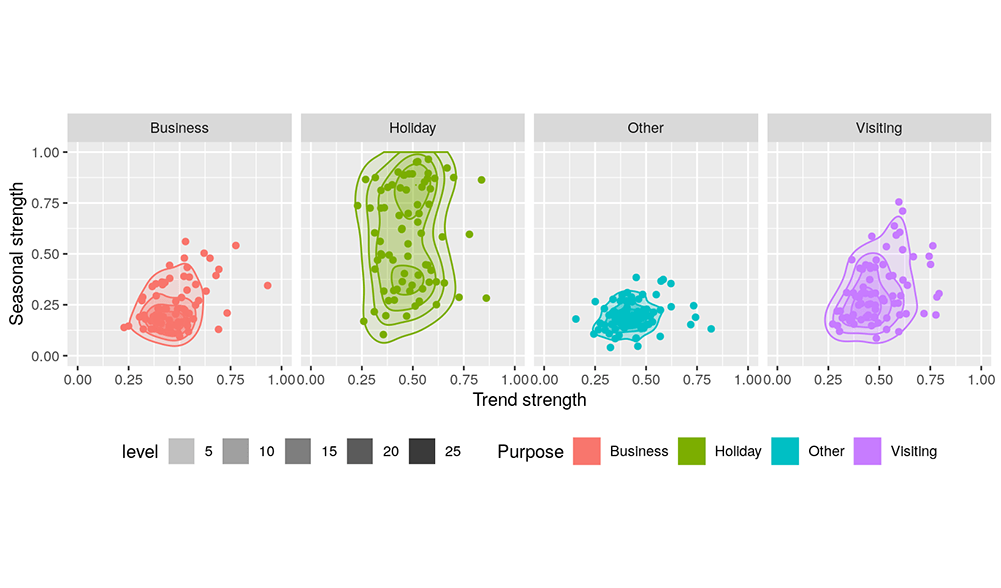 Business Holiday Other Visiting
Seasonal strength
1.00
0.75
0.50
0.25
0.00
0.00 0.25 0.50 0.75 1.00 0.00 0.25 0.50 0.75 1.00 0.00 0.25 0.50 0.75 1.00 0.00 0.25 0.50 0.75 1.00
Trend strength
level 5 10 15 20 25 Purpose Business Holiday Other Visiting